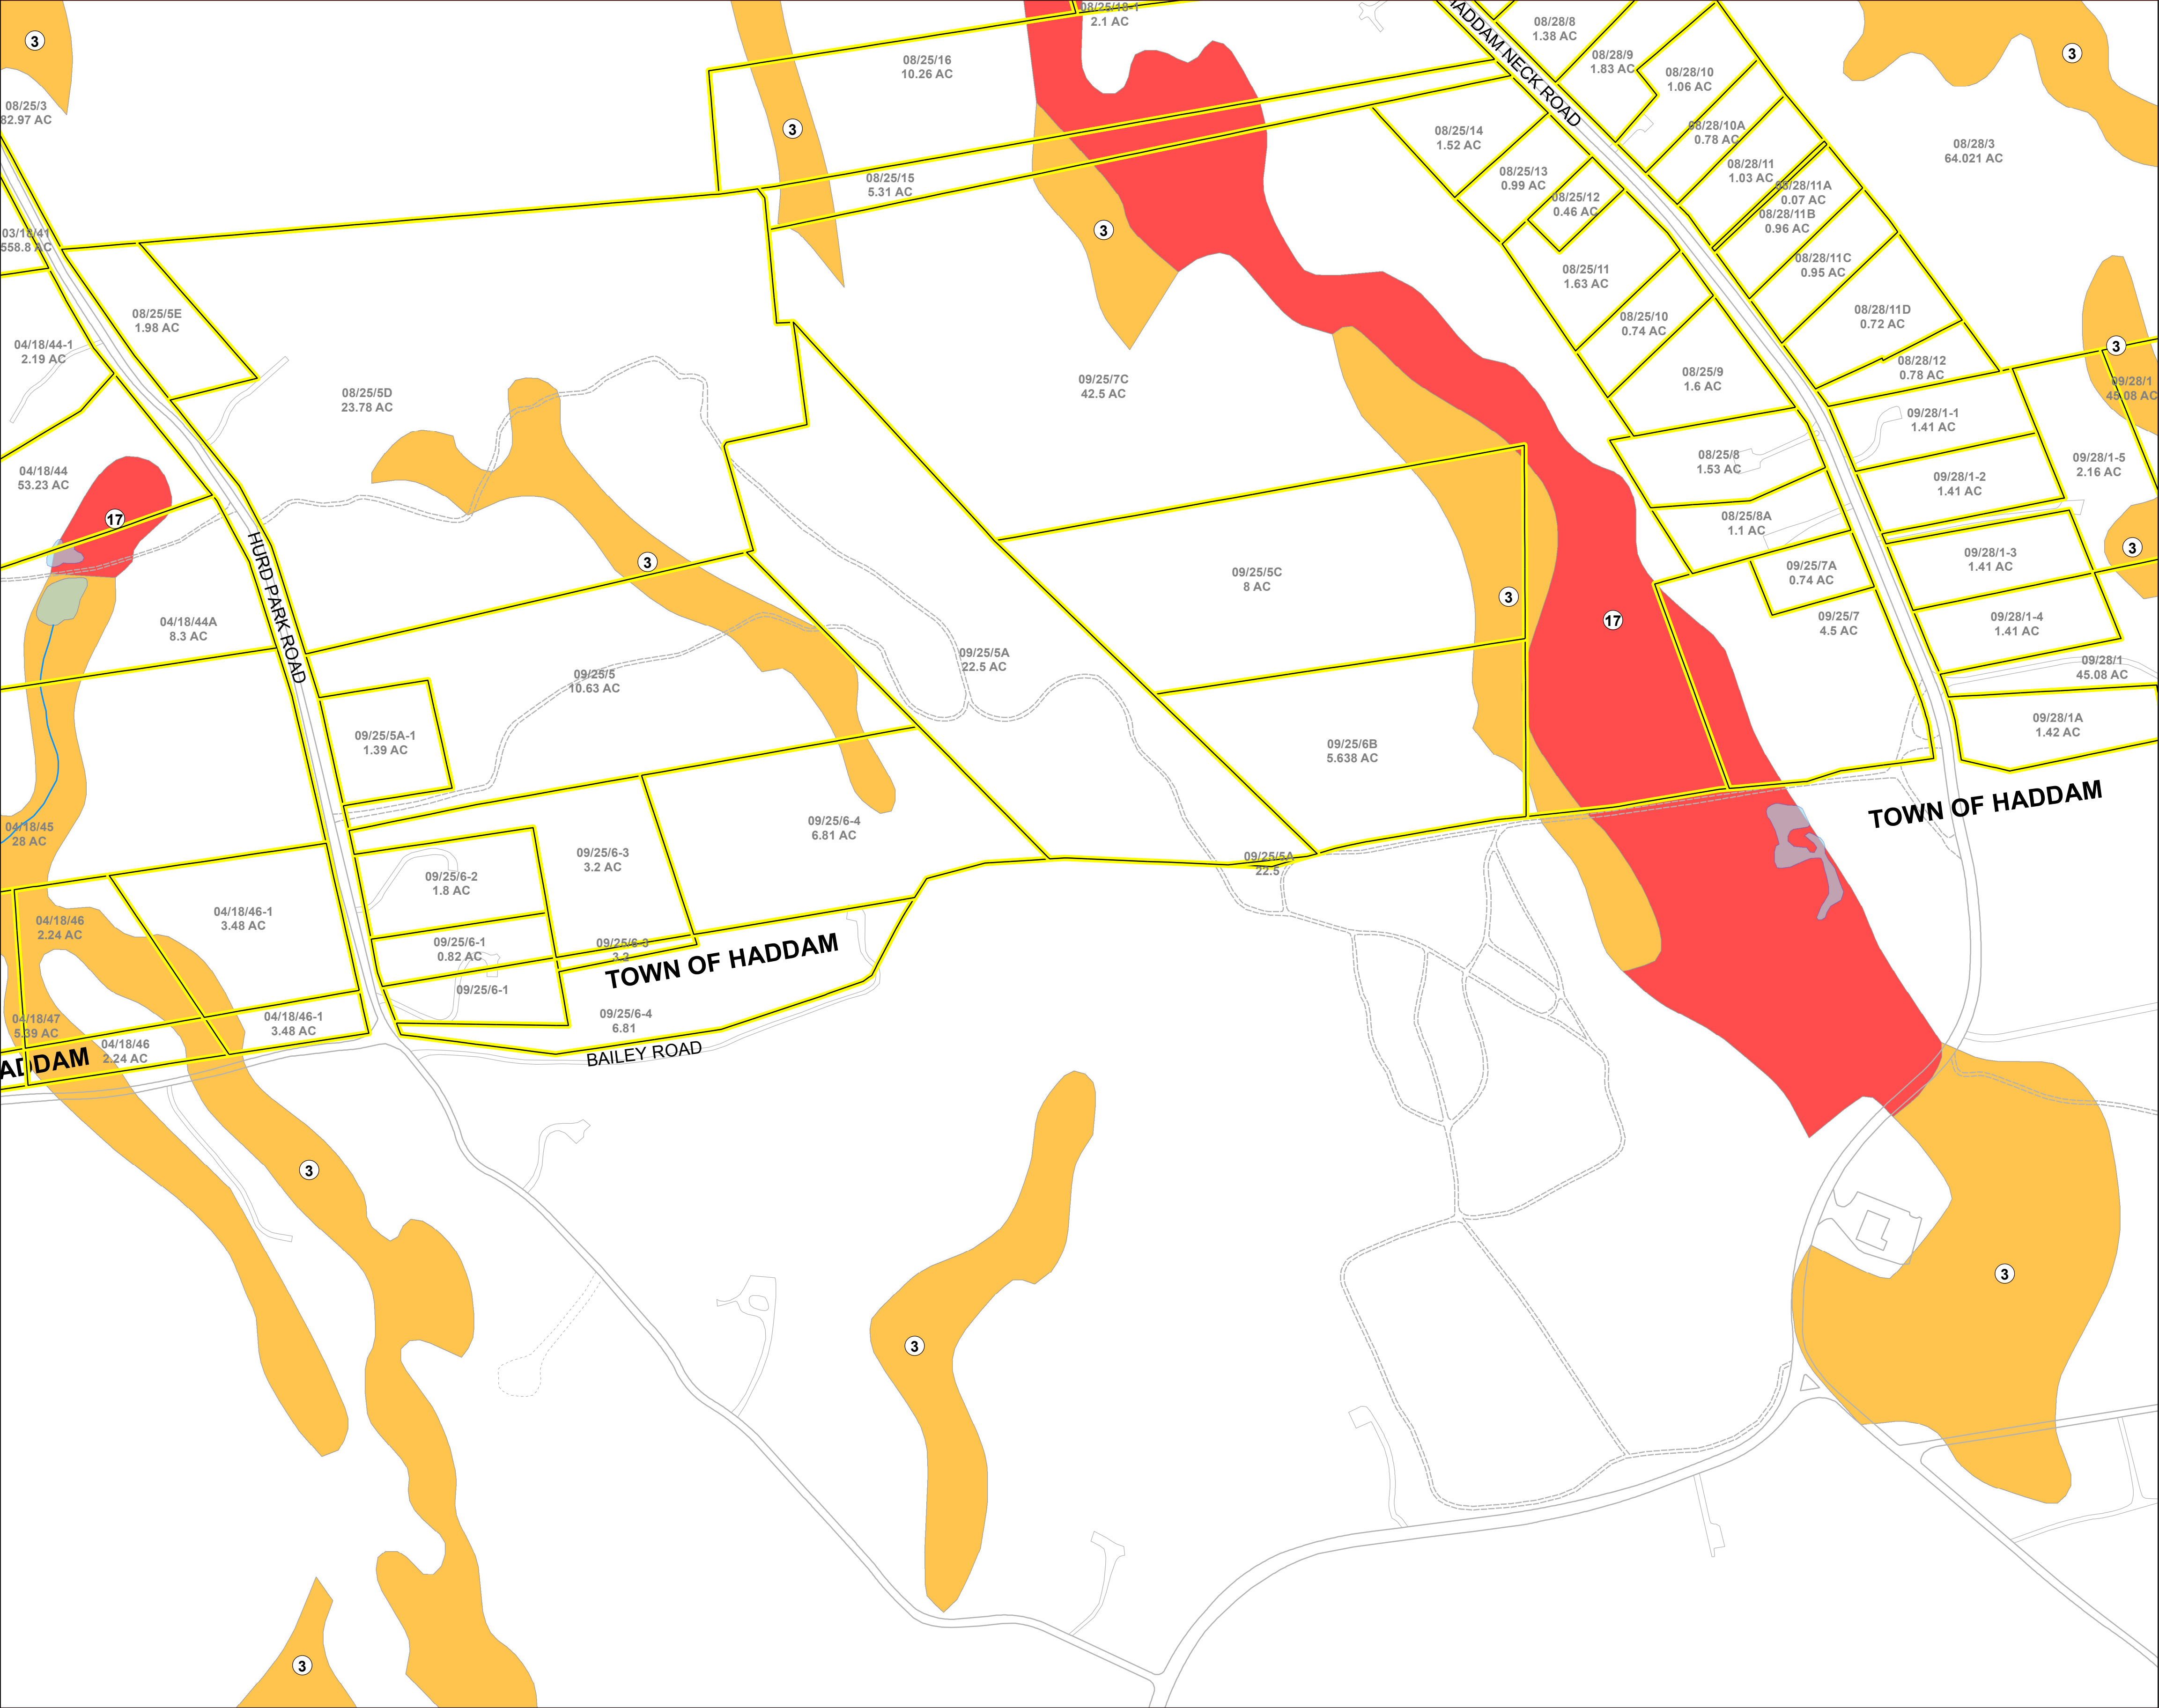 08/25/18-1
2.1 AC
HADDAM NECK ROAD
08/28/8
1.38 AC
3
3
08/25/16
10.26 AC
08/28/9
1.83 AC
08/28/10
1.06 AC
08/25/3
82.97 AC
3
08/25/14
1.52 AC
08/28/10A
0.78 AC
08/28/3
64.021 AC
08/25/15
5.31 AC
08/25/13
0.99 AC
08/28/11
1.03 AC
08/28/11A
0.07 AC
08/25/12
0.46 AC
08/28/11B
0.96 AC
03/18/41
558.8 AC
3
08/25/11
1.63 AC
08/28/11C
0.95 AC
08/25/5E
1.98 AC
08/25/10
0.74 AC
08/28/11D
0.72 AC
04/18/44-1
2.19 AC
3
08/28/12
0.78 AC
08/25/5D
23.78 AC
09/25/7C
42.5 AC
08/25/9
1.6 AC
09/28/1
45.08 AC
09/28/1-1
1.41 AC
04/18/44
53.23 AC
08/25/8
1.53 AC
09/28/1-5
2.16 AC
09/28/1-2
1.41 AC
17
08/25/8A
1.1 AC
3
HURD PARK ROAD
3
09/28/1-3
1.41 AC
09/25/5C
8 AC
09/25/7A
0.74 AC
3
04/18/44A
8.3 AC
17
09/25/7
4.5 AC
09/28/1-4
1.41 AC
09/25/5A
22.5 AC
09/28/1
45.08 AC
09/25/5
10.63 AC
09/25/5A-1
1.39 AC
09/25/6B
5.638 AC
09/28/1A
1.42 AC
TOWN OF HADDAM
04/18/45
28 AC
09/25/6-4
6.81 AC
09/25/6-3
3.2 AC
09/25/5A
22.5
09/25/6-2
1.8 AC
04/18/46
2.24 AC
04/18/46-1
3.48 AC
09/25/6-1
0.82 AC
09/25/6-3
3.2
TOWN OF HADDAM
09/25/6-1
04/18/47
5.39 AC
04/18/46-1
3.48 AC
09/25/6-4
6.81
04/18/46
2.24 AC
ADDAM
BAILEY ROAD
3
3
3
3